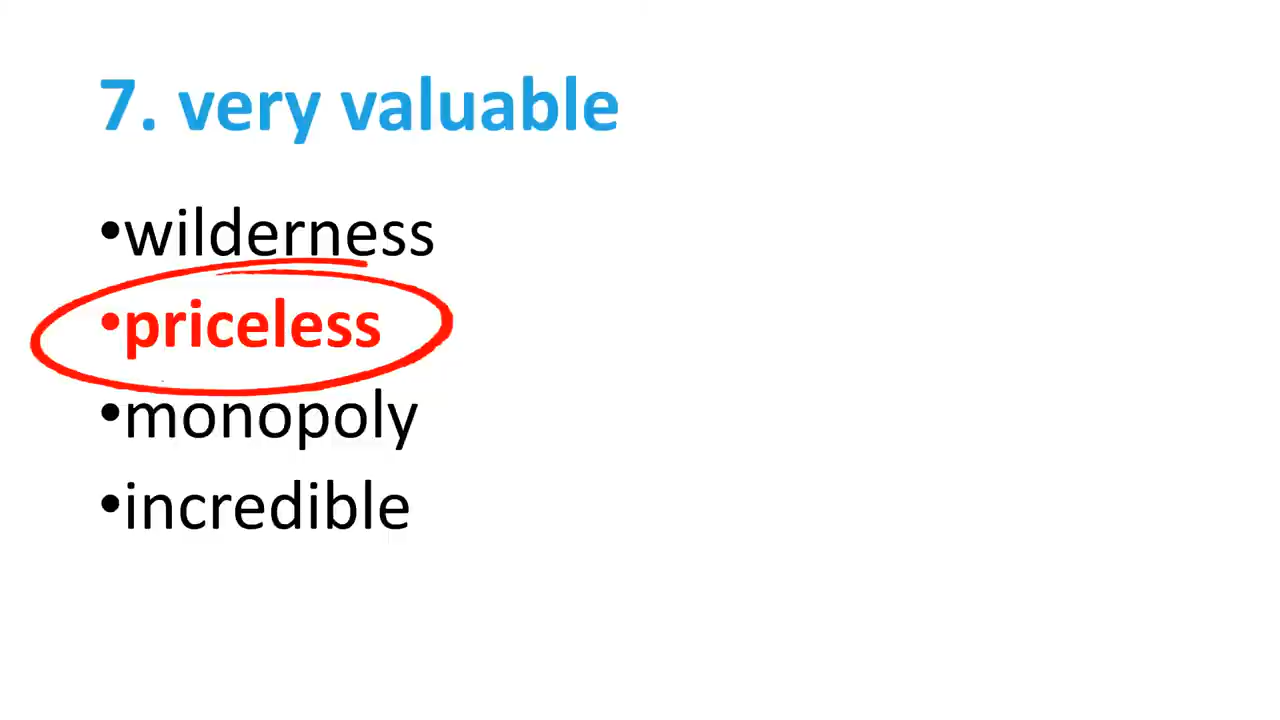 7. very valuable
•wilderness
•priceless
•monopoly
•incredible